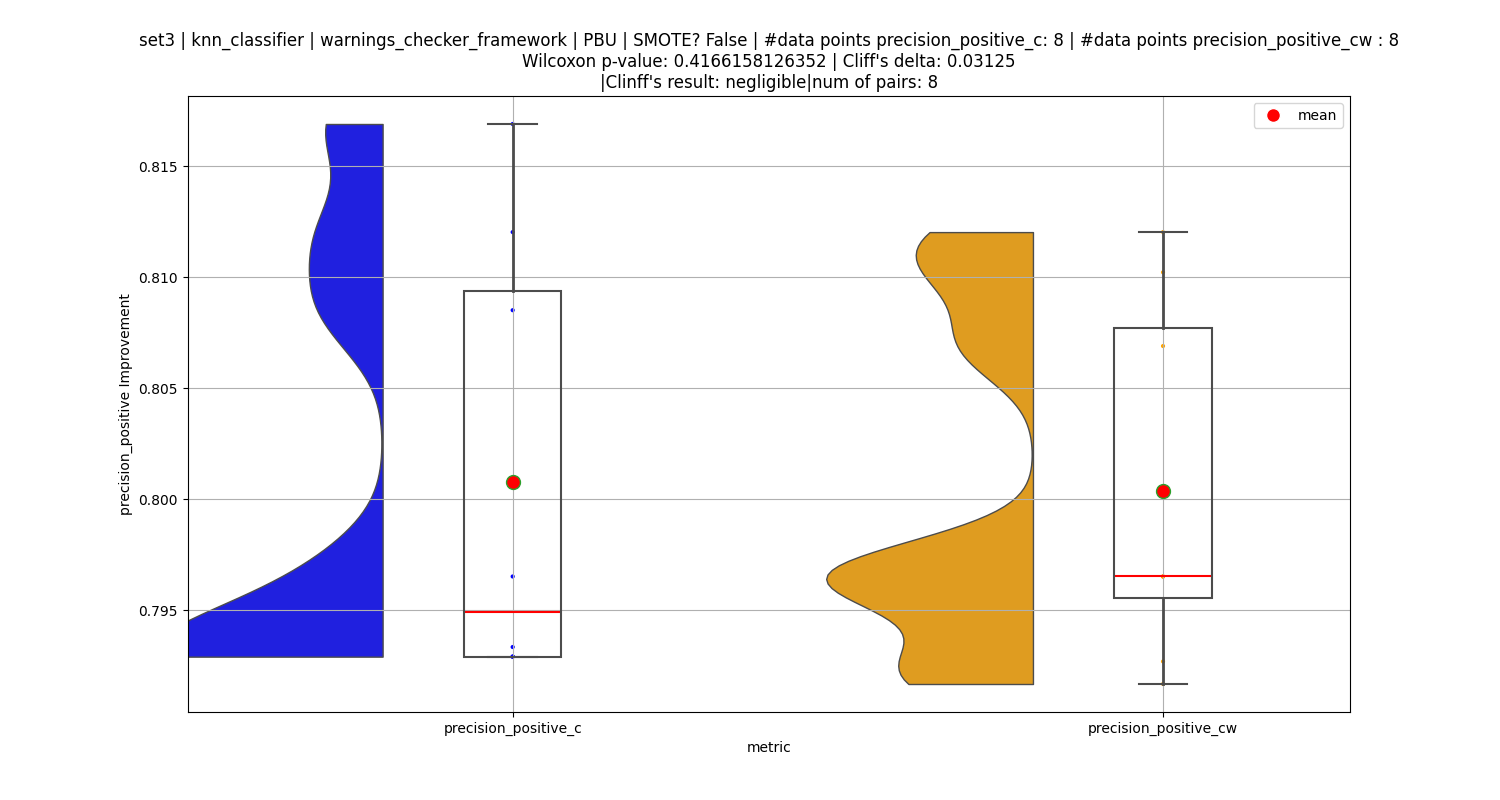 set3 | knn_classifier | warnings_checker_framework | PBU | SMOTE? False | #data points precision_positive_c: 8 | #data points precision_positive_cw : 8
Wilcoxon p-value: 0.4166158126352 | Cliff's delta: 0.03125
|Clinff's result: negligible|num of pairs: 8
mean
0.815
0.810
0.805
0.800
0.795
precision_positive Improvement
precision_positive_c
precision_positive_cw
metric